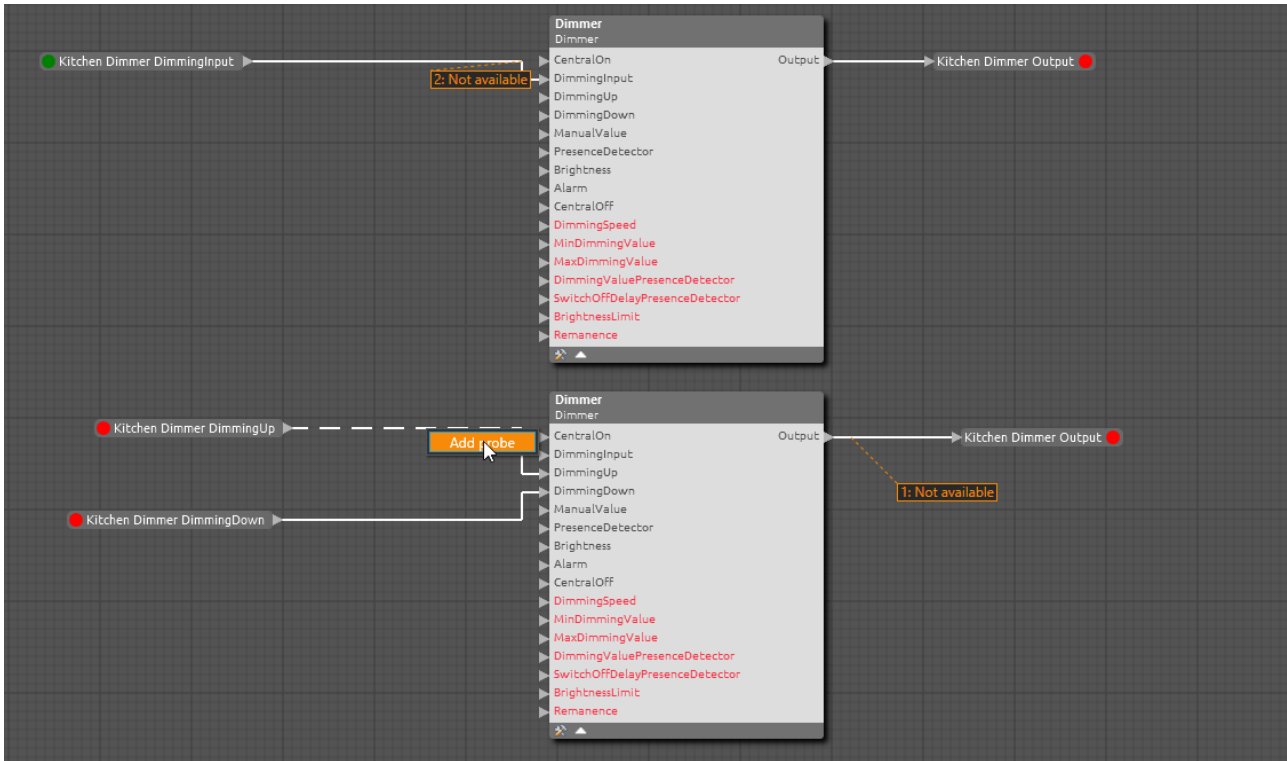 Dimmer
Dimmer
Kitchen Dimmer DimmingInput
CentralOn
Output
Kitchen Dimmer Output
2: Not available
DimmingInput
DimmingUp
DimmingDown
ManualValue
PresenceDetector
Brightness
Alarm
CentralOff
DimmingSpeed
MinDimmingValue
MaxDimmingValue
DimmingValuePresenceDetector
SwitchOffDelayPresenceDetector
BrightnessLimit
Remanence
Dimmer
Dimmer
Kitchen Dimmer DimmingUp
Add probe
CentralOn
Output
Kitchen Dimmer Output
DimmingInput
DimmingUp
DimmingDown
1: Not available
Kitchen Dimmer DimmingDown
ManualValue
PresenceDetector
Brightness
Alarm
CentralOff
DimmingSpeed
MinDimmingValue
MaxDimmingValue
DimmingValuePresenceDetector
SwitchOffDelayPresenceDetector
BrightnessLimit
Remanence